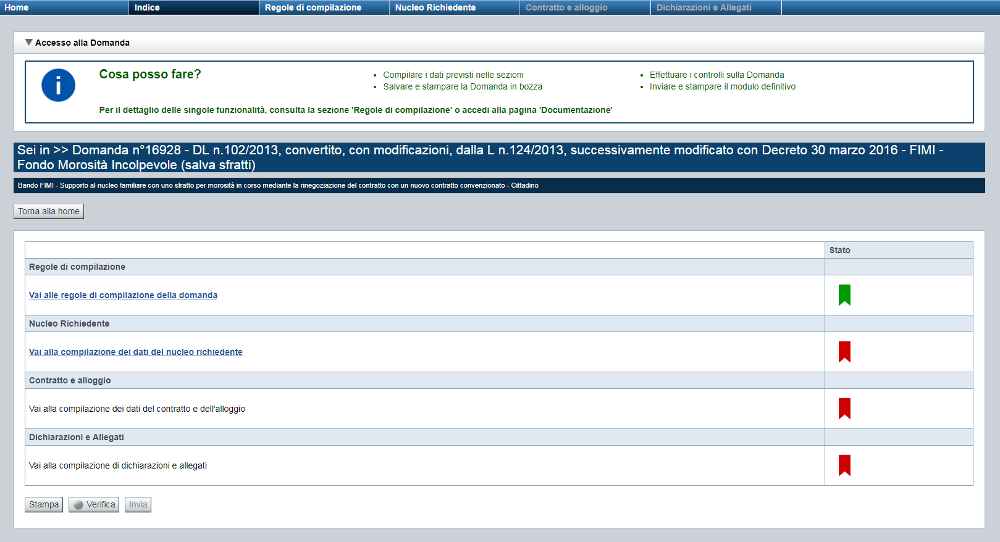 Home
Indice
Regole di compilazione
Nucleo Richiedente
Contratto e alloggio
Dichiarazioni e Allegati
Accesso alla Domanda
Cosa posso fare?
Compilare i dati previsti nelle sezioni
Salvare e stampare la Domanda in bozza
Effettuare i controlli sulla Domanda
Inviare e stampare il modulo definitivo
Per il dettaglio delle singole funzionalità, consulta la sezione 'Regole di compilazione' o accedi alla pagina 'Documentazione'
Sei in >> Domanda n°16928 - DL n.102/2013, convertito, con modificazioni, dalla L n.124/2013, successivamente modificato con Decreto 30 marzo 2016 - FIMI -
Fondo Morosità Incolpevole (salva sfratti)
Bando FIMI - Supporto al nucleo familiare con uno sfratto per morosità in corso mediante la rinegoziazione del contratto con un nuovo contratto convenzionato - Cittadino
Torna alla home
Stato
Regole di compilazione
Vai alle regole di compilazione della domanda
Nucleo Richiedente
Vai alla compilazione dei dati del nucleo richiedente
Contratto e alloggio
Vai alla compilazione dei dati del contratto e dell'alloggio
Dichiarazioni e Allegati
Vai alla compilazione di dichiarazioni e allegati
Stampa
Verifica
Invia